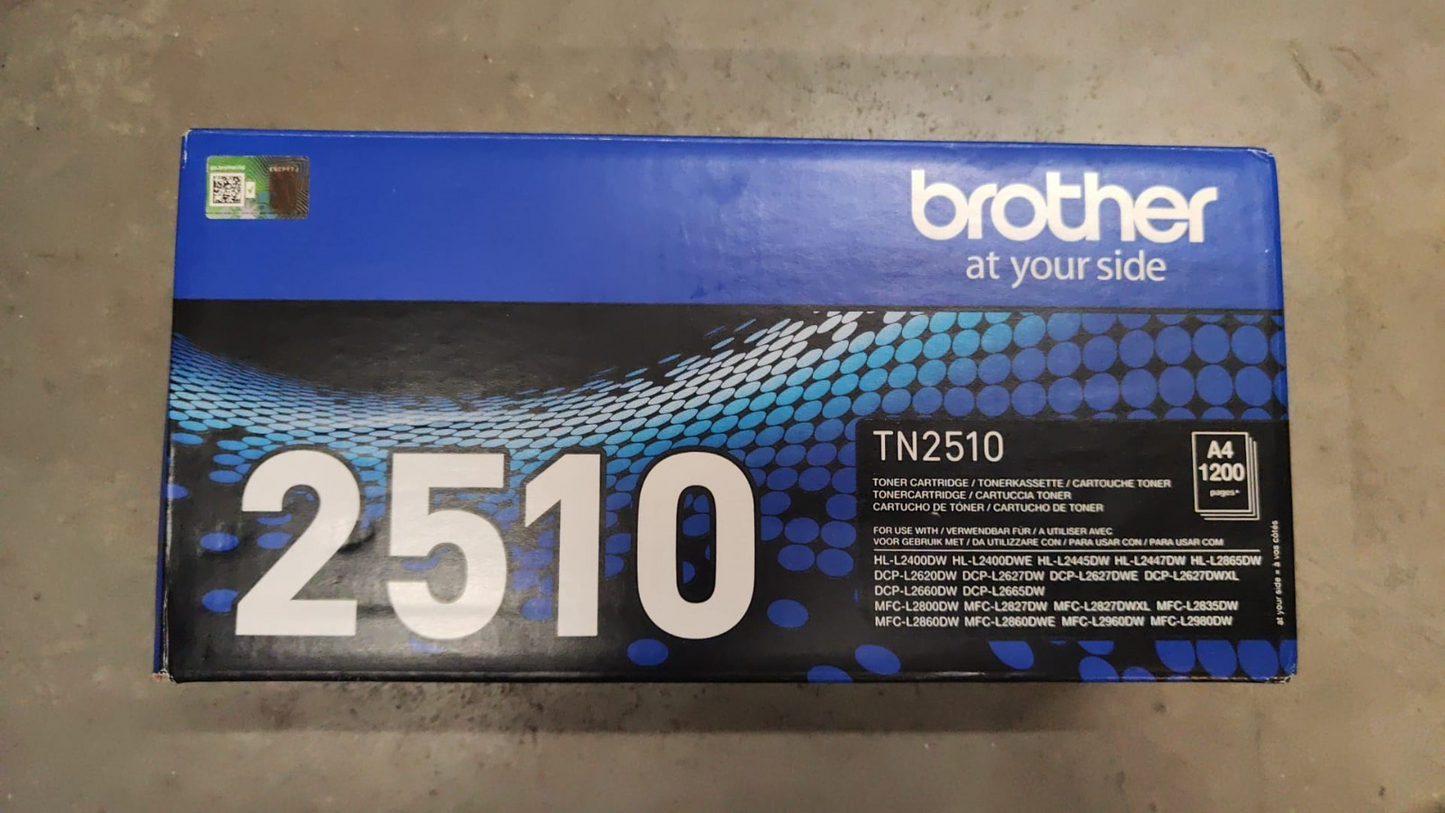 brother
at your side
2510
TN2510
TONER CARTRIDGE / TONERKASSETTE / CARTOUCHE TONER
TONERCARTRIDGE / CARTUCCIA TONER
CARTUCHO DE TÓNER / CARTUCHO DE TONER
A4
1200
pages*
FOR USE WITH / VERWENDBAR FÜR / A UTILISER AVEC
VOOR GEBRUIK MET / DA UTILIZZARE CON / PARA USAR CON / PARA USAR COM
HL-L2400DW HL-L2400DWE HL-L2445DW HL-L2447DW HL-L2865DW
DCP-L2620DW DCP-L2627DW DCP-L2627DWE DCP-L2627DWXL
DCP-L2660DW DCP-L2665DW
MFC-L2800DW MFC-L2827DW MFC-L2827DWXL MFC-L2835DW
MFC-L2860DW MFC-L2860DWE MFC-L2960DW MFC-L2980DW
at your side = à vos côtés